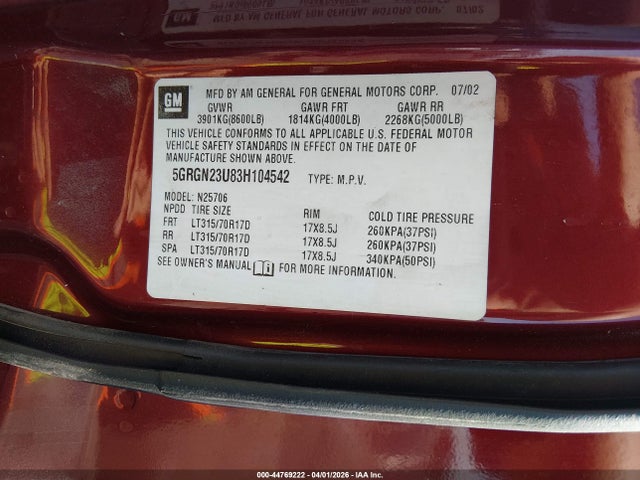 GM
MFD BY AM GENERAL FOR GENERAL MOTORS CORP. 07/02
GVWR GAWR FRT GAWR RR
3901KG(8600LB) 1814KG(4000LB) 2268KG(5000LB)
THIS VEHICLE CONFORMS TO ALL APPLICABLE U.S. FEDERAL MOTOR
VEHICLE SAFETY STANDARDS IN EFFECT ON THE DATE OF
MANUFACTURE SHOWN ABOVE.
5GRGN23U83H104542 TYPE: M.P.V.
MODEL: N25706
NPDD TIRE SIZE RIM COLD TIRE PRESSURE
FRT LT315/70R17D 17X8.5J 260KPA(37PSI)
RR LT315/70R17D 17X8.5J 260KPA(37PSI)
SPA LT315/70R17D 17X8.5J 340KPA(50PSI)
SEE OWNER'S MANUAL FOR MORE INFORMATION.
000-44769222 - 04/01/2026 - IAA Inc.